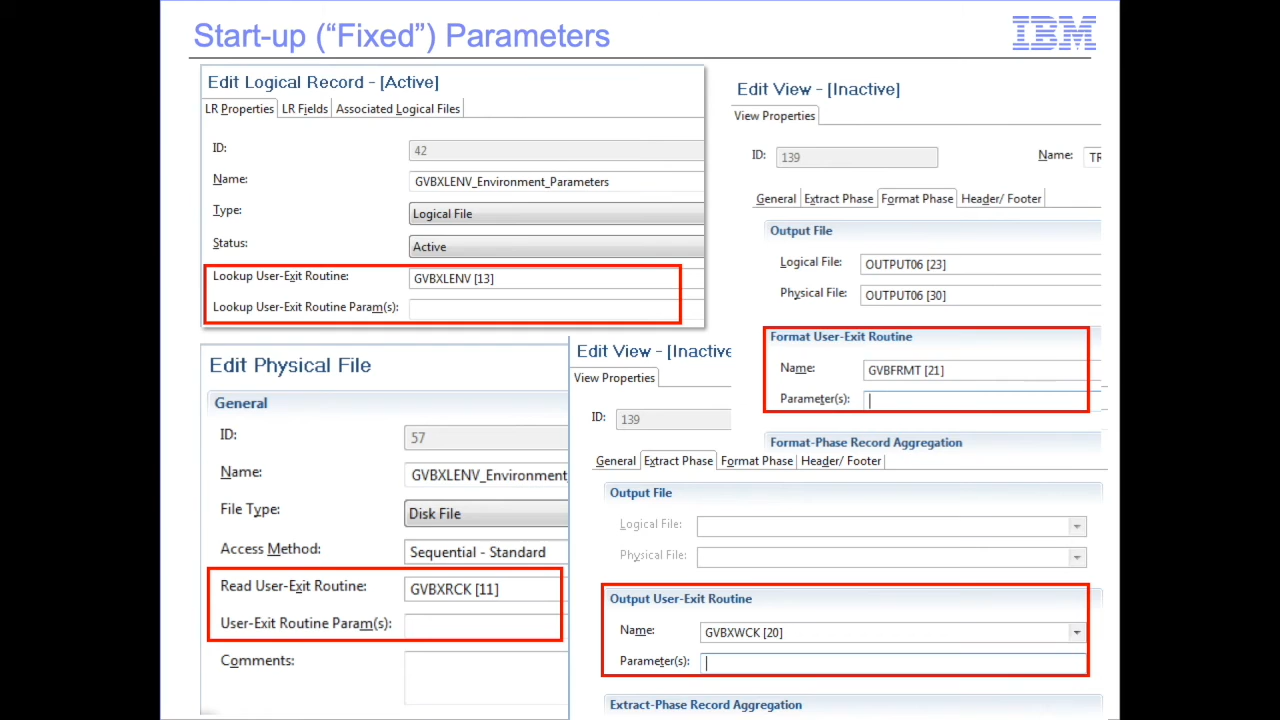 Start-up (“Fixed”) Parameters
IBM
Edit Logical Record - [Active]
LR Properties LR Fields Associated Logical Files
ID: 42
Name: GVBXLENV_Environment_Parameters
Type: Logical File
Status: Active
Lookup User-Exit Routine: GVBXLENV [13]
Lookup User-Exit Routine Param(s):
Edit View - [Inactive]
View Properties
ID: 139 Name: TR
General Extract Phase Format Phase Header/ Footer
Output File
Logical File: OUTPUT06 [23]
Physical File: OUTPUT06 [30]
Format User-Exit Routine
Name: GVBFRMT [21]
Parameter(s):
Format-Phase Record Aggregation
Edit Physical File
General
ID: 57
Name: GVBXLENV_Environment_
File Type: Disk File
Access Method: Sequential - Standard
Read User-Exit Routine: GVBXRCK [11]
User-Exit Routine Param(s):
Comments:
Edit View - [Inactive
View Properties
ID: 139
General Extract Phase Format Phase Header/ Footer
Output File
Logical File:
Physical File:
Output User-Exit Routine
Name: GVBXWCK [20]
Parameter(s):
Extract-Phase Record Aggregation